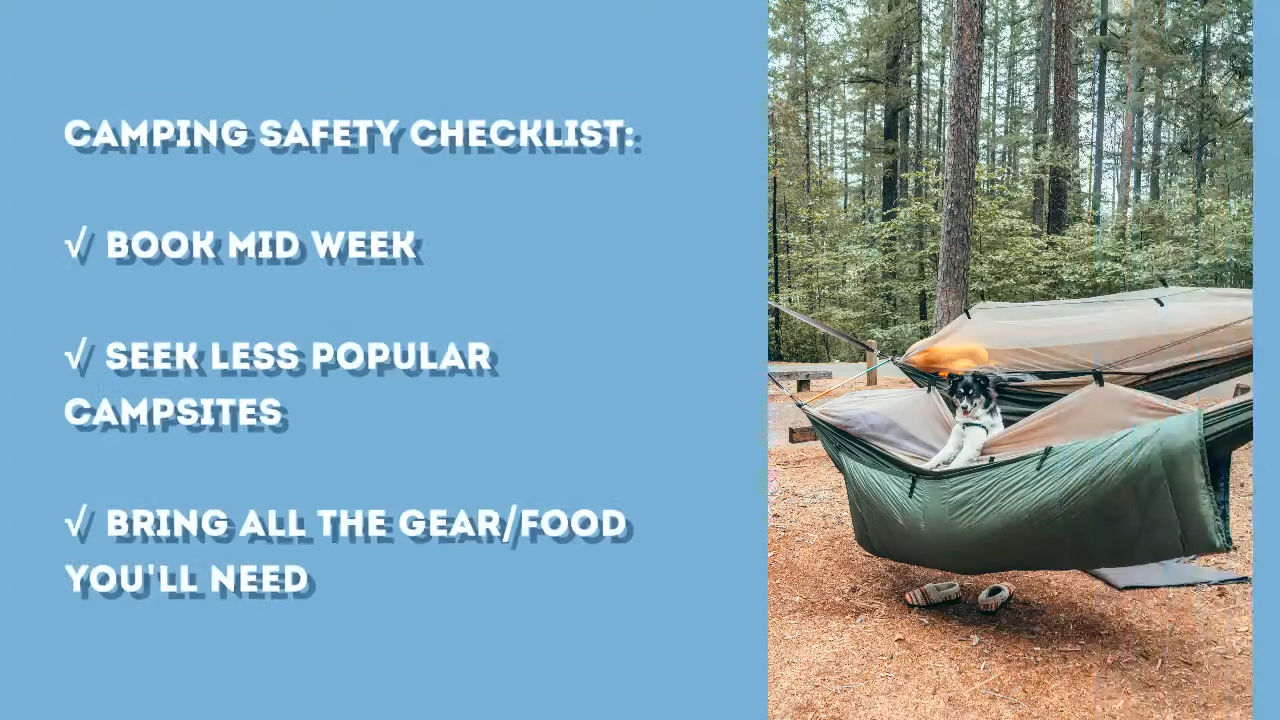 CAMPING SAFETY CHECKLIST:
√ BOOK MID WEEK
√ SEEK LESS POPULAR
CAMPSITES
√ BRING ALL THE GEAR/FOOD
YOU'LL NEED